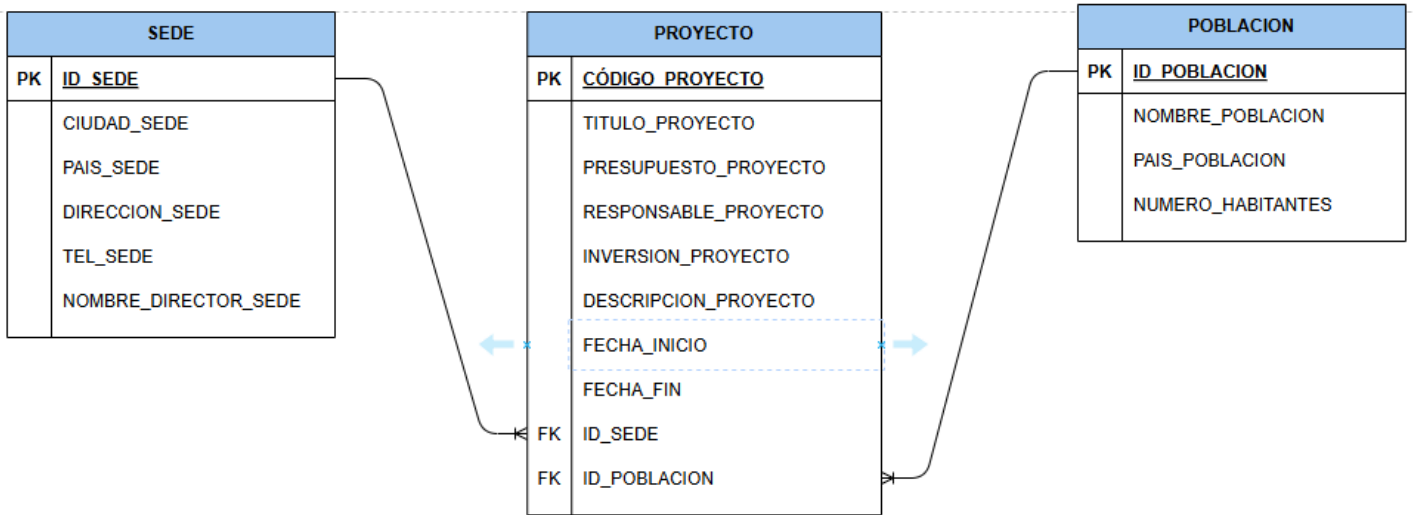 SEDE
PK ID_SEDE
CIUDAD_SEDE
PAIS_SEDE
DIRECCION_SEDE
TEL_SEDE
NOMBRE_DIRECTOR_SEDE
PROYECTO
PK CÓDIGO_PROYECTO
TITULO_PROYECTO
PRESUPUESTO_PROYECTO
RESPONSABLE_PROYECTO
INVERSION_PROYECTO
DESCRIPCION_PROYECTO
FECHA_INICIO
FECHA_FIN
FK ID_SEDE
FK ID_POBLACION
POBLACION
PK ID_POBLACION
NOMBRE_POBLACION
PAIS_POBLACION
NUMERO_HABITANTES